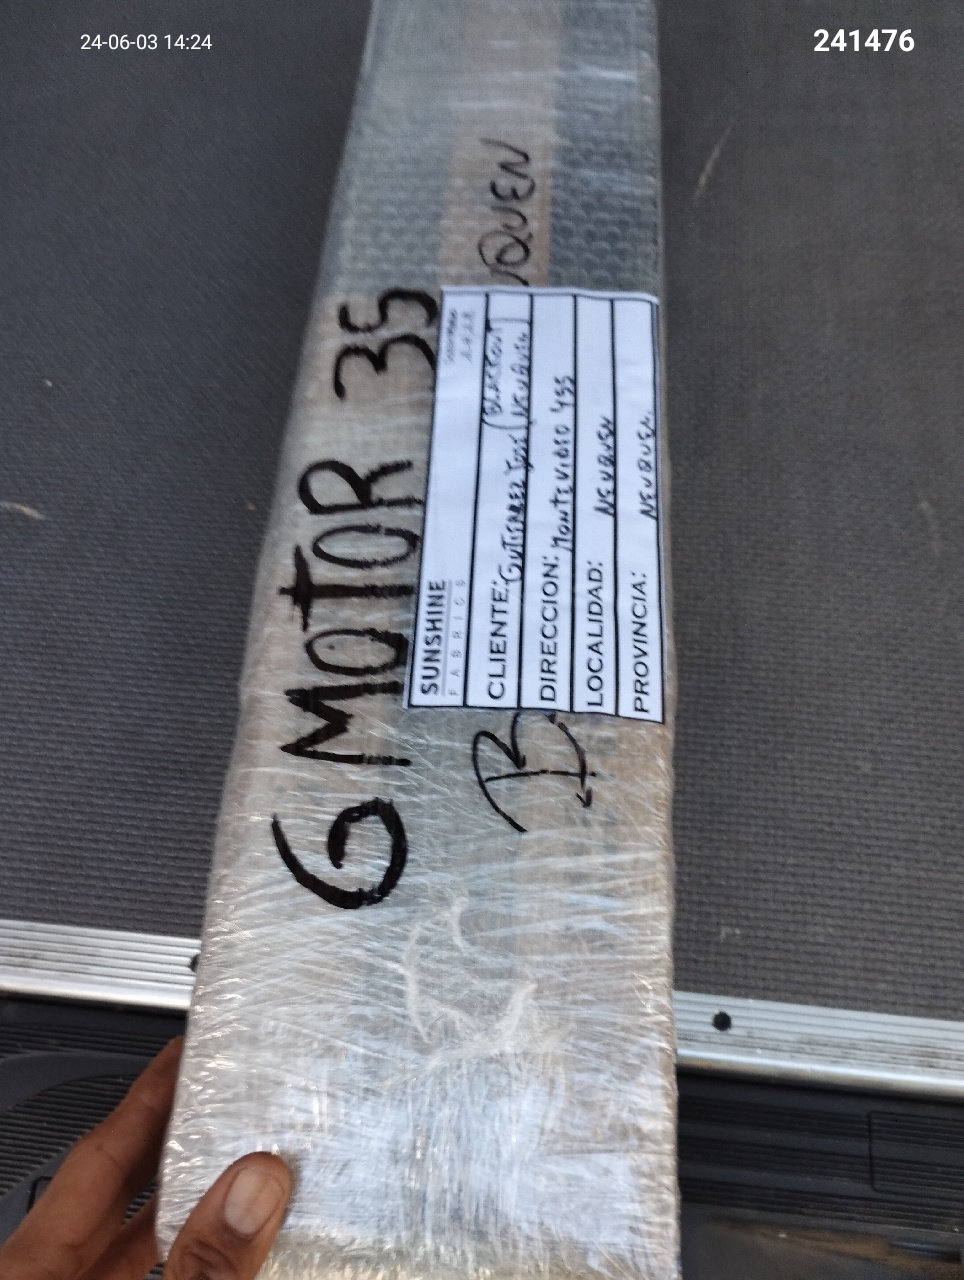 24-06-03 14:24
241476
6 MOTOR 35
QUEN
B
SUNSHINE
FABRICS
CLIENTE: GUTIERREZ JOSE (BLACKOUT
(NEUQUEN)
DIRECCION: MONTEVIDEO 455
LOCALIDAD: NEUQUEN
PROVINCIA: NEUQUEN.